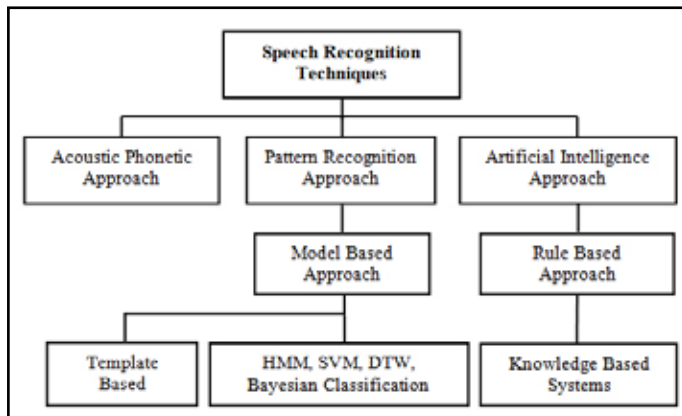 Speech Recognition
Techniques
Acoustic Phonetic
Approach
Pattern Recognition
Approach
Artificial Intelligence
Approach
Model Based
Approach
Rule Based
Approach
Template
Based
HMM, SVM, DTW,
Bayesian Classification
Knowledge Based
Systems